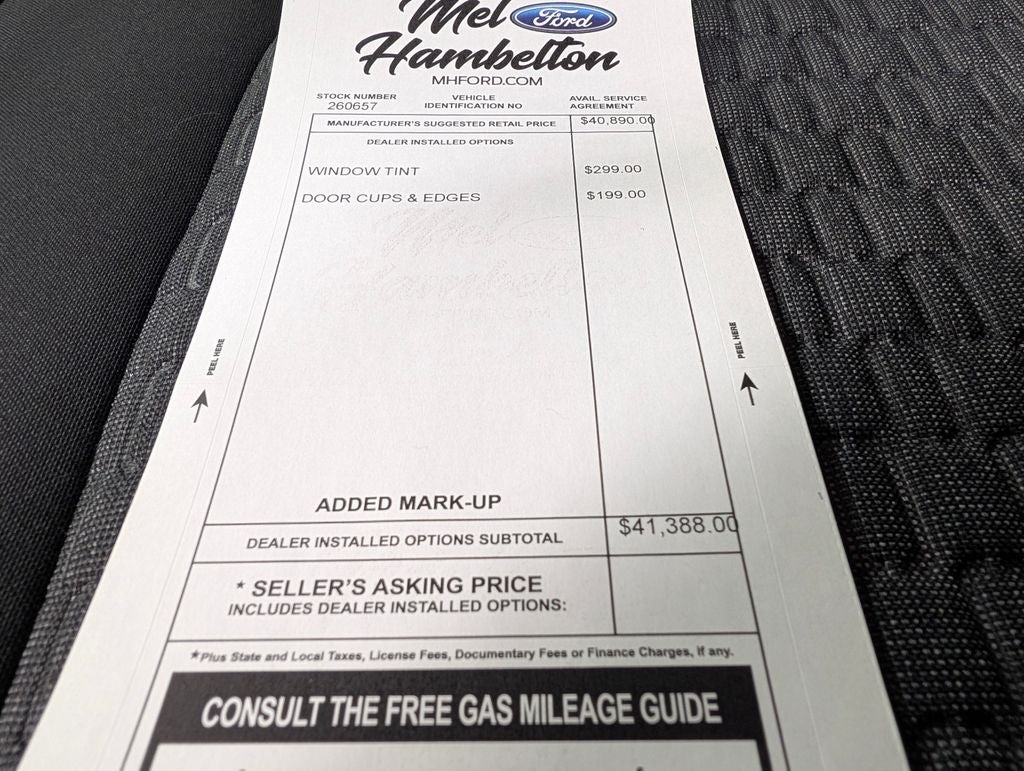 Mel Ford
Hambelton
MHFORD.COM
STOCK NUMBER
260657
VEHICLE
IDENTIFICATION NO
AVAIL. SERVICE
AGREEMENT
MANUFACTURER'S SUGGESTED RETAIL PRICE $40,890.00
DEALER INSTALLED OPTIONS
WINDOW TINT $299.00
DOOR CUPS & EDGES $199.00
Mel
Hambelton
PEEL HERE
PEEL HERE
ADDED MARK-UP
DEALER INSTALLED OPTIONS SUBTOTAL $41,388.00
* SELLER'S ASKING PRICE
INCLUDES DEALER INSTALLED OPTIONS:
*Plus State and Local Taxes, License Fees, Documentary Fees or Finance Charges, if any.
CONSULT THE FREE GAS MILEAGE GUIDE